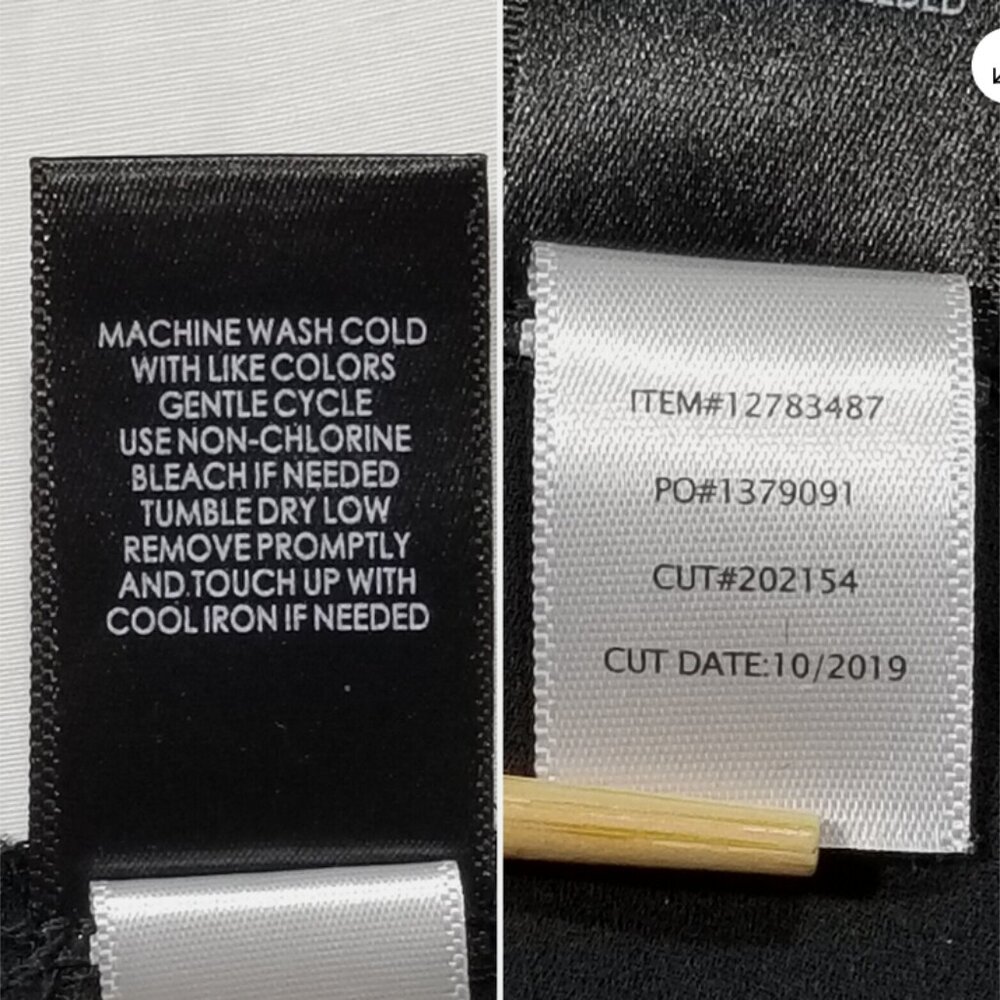 MACHINE WASH COLD
WITH LIKE COLORS
GENTLE CYCLE
USE NON-CHLORINE
BLEACH IF NEEDED
TUMBLE DRY LOW
REMOVE PROMPTLY
AND TOUCH UP WITH
COOL IRON IF NEEDED
ITEM#12783487
PO#1379091
CUT#202154
CUT DATE:10/2019